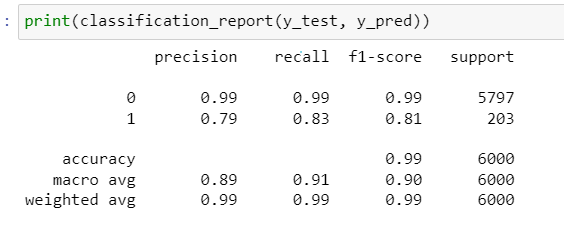 : print(classification_report(y_test, y_pred))
precision recall f1-score support
0 0.99 0.99 0.99 5797
1 0.79 0.83 0.81 203
accuracy 0.99 6000
macro avg 0.89 0.91 0.90 6000
weighted avg 0.99 0.99 0.99 6000